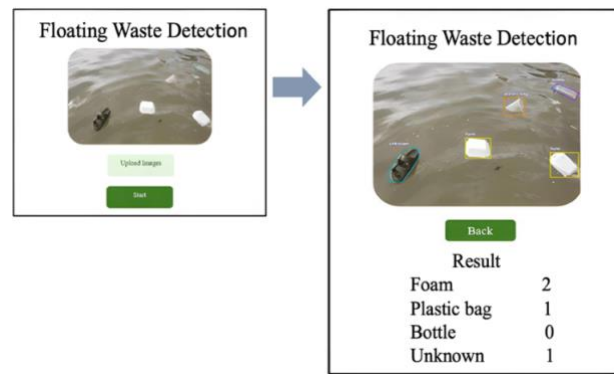 Floating Waste Detection
Upload Images
Start
Floating Waste Detection
Foam
Back
Result
Foam 2
Plastic bag 1
Bottle 0
Unknown 1